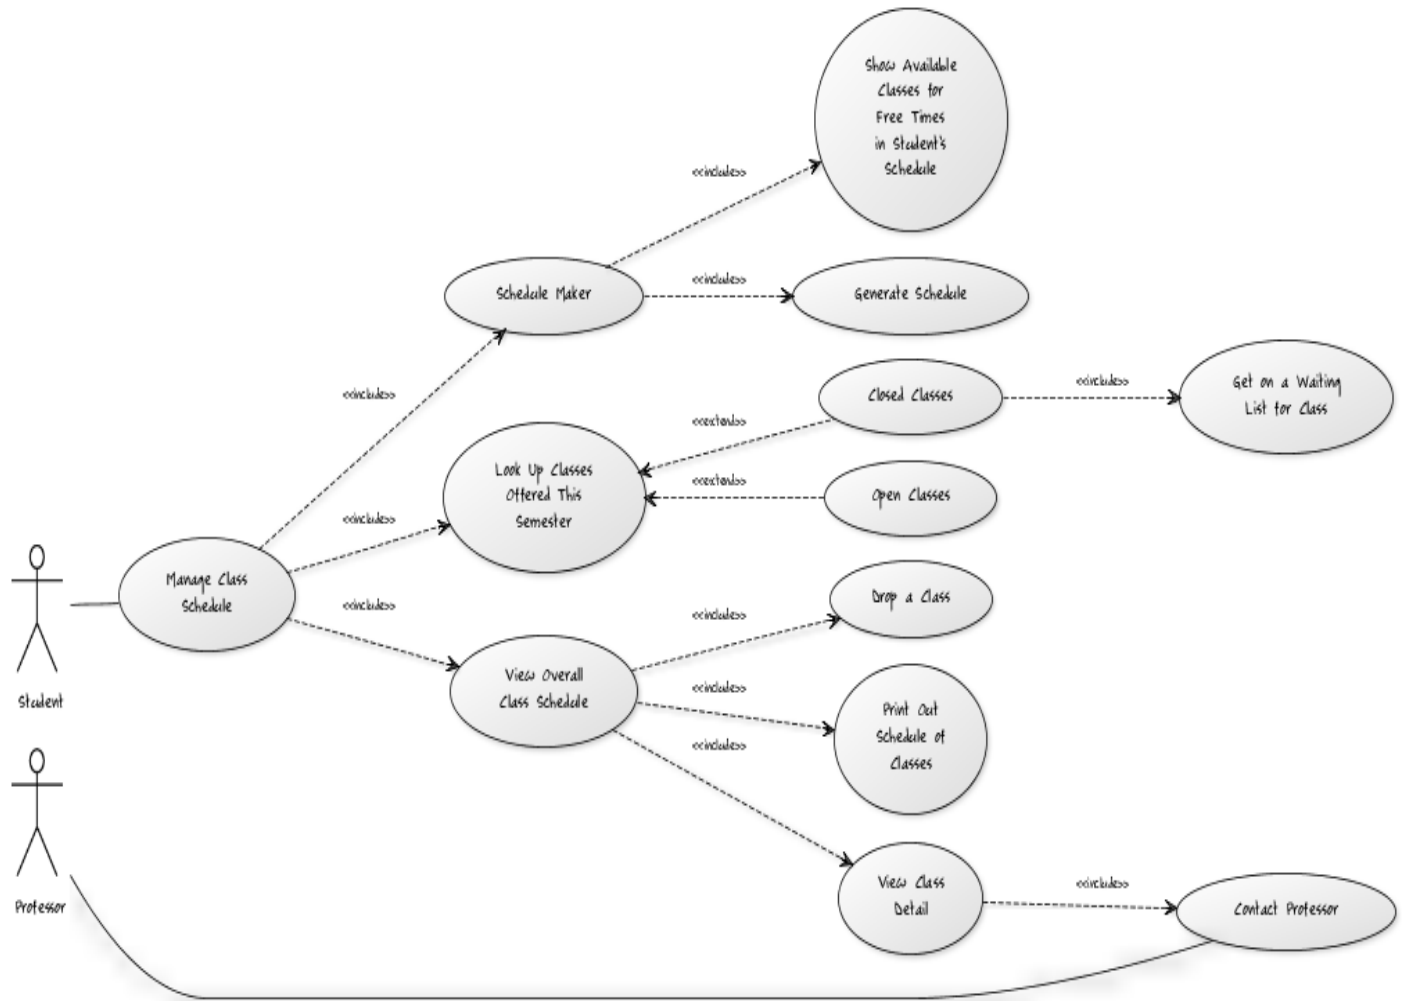 Show Available
Classes for
Free Times
in Student's
Schedule
<<include>>
Schedule Maker
<<include>>
Generate Schedule
<<include>>
Closed Classes
<<include>>
Get on a Waiting
List for Class
<<extend>>
Look Up Classes
Offered This
Semester
<<extend>>
Open Classes
<<include>>
Manage Class
Schedule
Student
<<include>>
Drop a Class
<<include>>
View Overall
Class Schedule
<<include>>
Print Out
Schedule of
Classes
<<include>>
View Class
Detail
<<include>>
Contact Professor
Professor